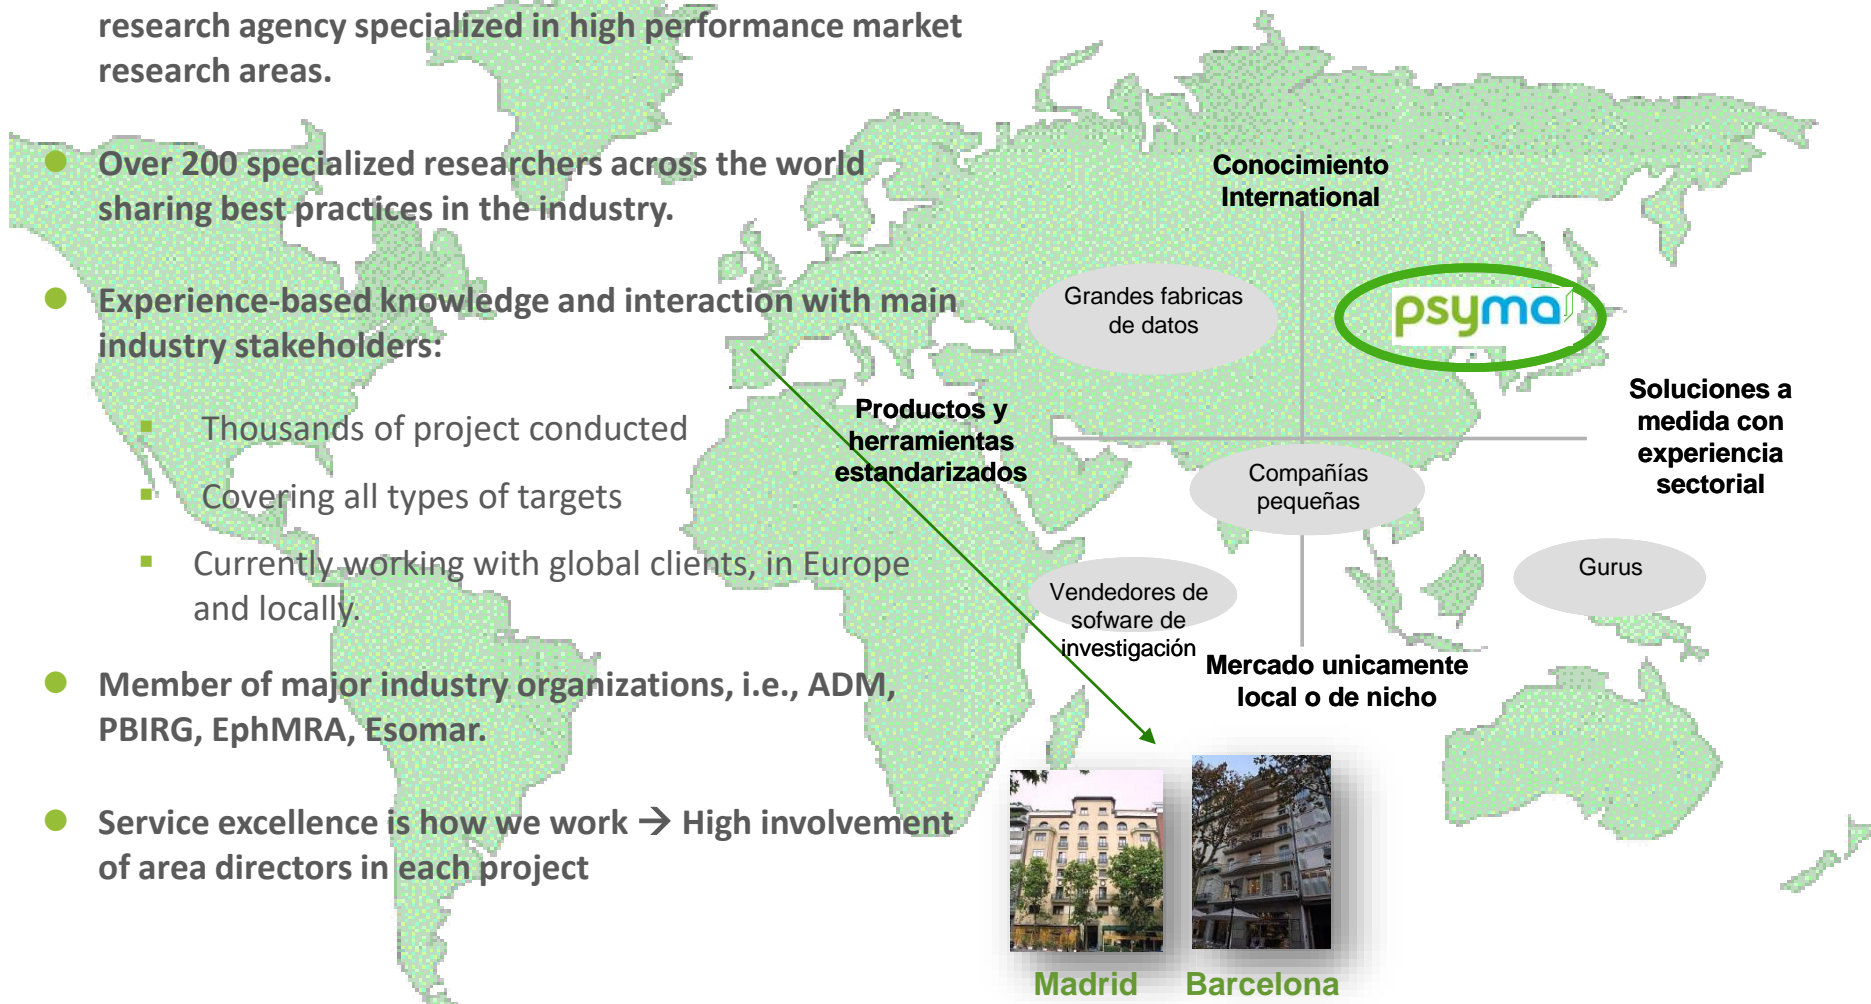 research agency specialized in high performance market
research areas.
Over 200 specialized researchers across the world
sharing best practices in the industry.
Experience-based knowledge and interaction with main
industry stakeholders:
Thousands of project conducted
Covering all types of targets
Currently working with global clients, in Europe
and locally.
Member of major industry organizations, i.e., ADM,
PBIRG, EphMRA, Esomar.
Service excellence is how we work → High involvement
of area directors in each project
Conocimiento
International
Grandes fabricas
de datos
psyma
Productos y
herramientas
estandarizados
Soluciones a
medida con
experiencia
sectorial
Compañías
pequeñas
Vendedores de
sofware de
investigación
Gurus
Mercado unicamente
local o de nicho
Madrid
Barcelona